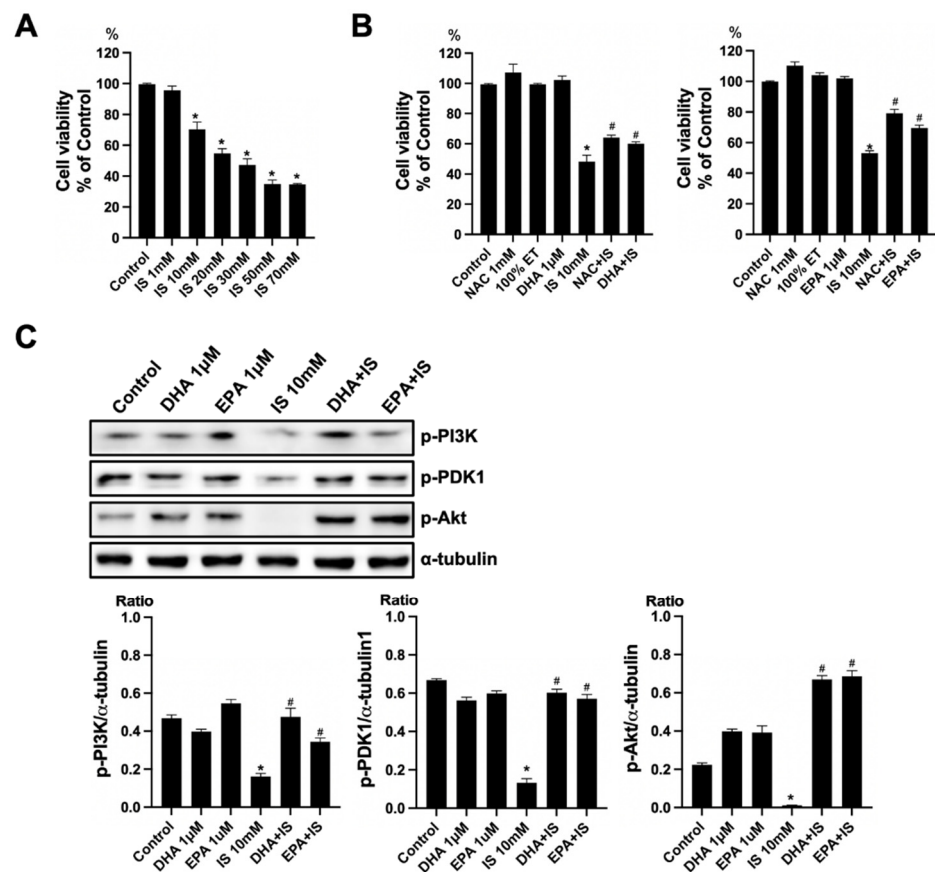 A
%
Cell viability
% of Control
120
100
80
60
40
20
0
*
*
*
*
*
Control
IS 1mM
IS 10mM
IS 20mM
IS 30mM
IS 50mM
IS 70mM
B
%
Cell viability
% of Control
120
100
80
60
40
20
0
*
#
#
Control
NAC 1mM
100% ET
DHA 1μM
IS 10mM
NAC+IS
DHA+IS
%
Cell viability
% of Control
120
100
80
60
40
20
0
*
#
#
Control
NAC 1mM
100% ET
EPA 1μM
IS 10mM
NAC+IS
EPA+IS
C
Control
DHA 1μM
EPA 1μM
IS 10mM
DHA+IS
EPA+IS
p-PI3K
p-PDK1
p-Akt
α-tubulin
Ratio
p-PI3K/α-tubulin
1.0
0.8
0.6
0.4
0.2
0.0
*
#
#
Control
DHA 1μM
EPA 1uM
IS 10mM
DHA+IS
EPA+IS
Ratio
p-PDK1/α-tubulin1
1.0
0.8
0.6
0.4
0.2
0.0
*
#
#
Control
DHA 1μM
EPA 1uM
IS 10mM
DHA+IS
EPA+IS
Ratio
p-Akt/α-tubulin
1.0
0.8
0.6
0.4
0.2
0.0
*
#
#
Control
DHA 1μM
EPA 1uM
IS 10mM
DHA+IS
EPA+IS